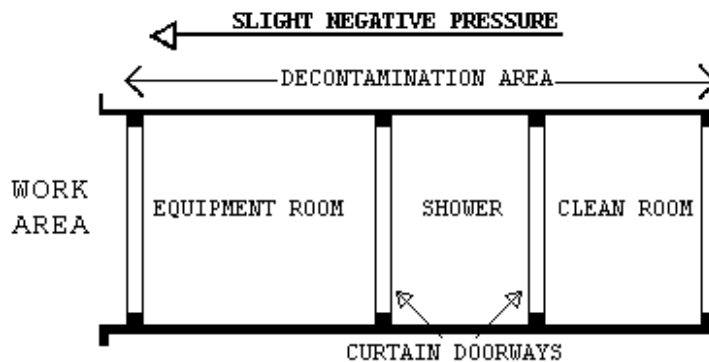 SLIGHT NEGATIVE PRESSURE
DECONTAMINATION AREA
WORK
AREA
EQUIPMENT ROOM
SHOWER
CLEAN ROOM
CURTAIN DOORWAYS